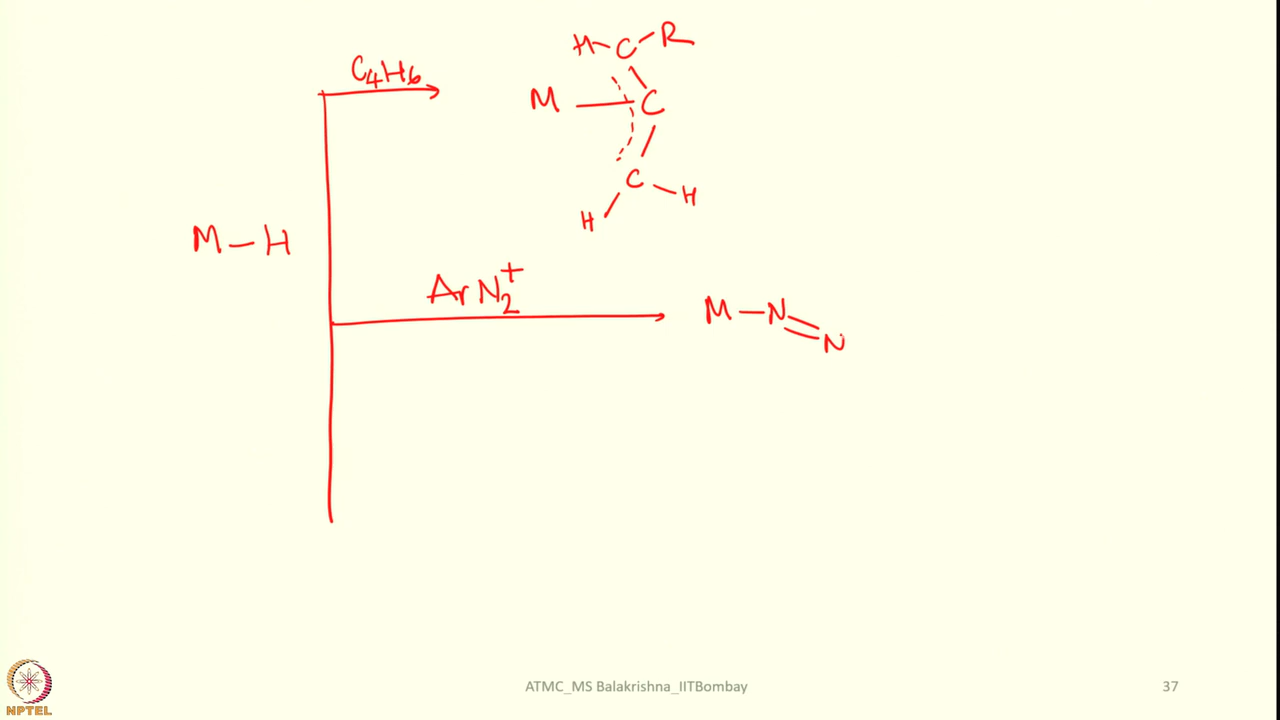 H C R
C4H6
M — C
C H
H
M — H
ArN2+
M — N = N
NPTEL
ATMC_MS Balakrishna_IITBombay 37